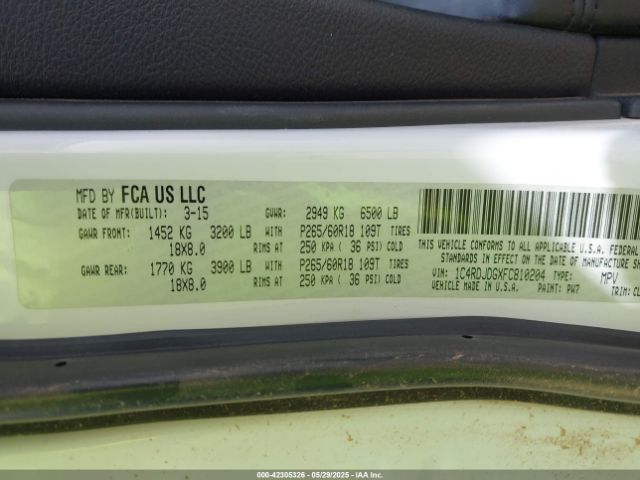 MFD BY FCA US LLC
DATE OF MFR(BUILT): 3-15 GVWR: 2949 KG 6500 LB
GAWR FRONT: 1452 KG 3200 LB WITH P265/60R18 109T TIRES
18X8.0 RIMS AT 250 KPA ( 36 PSI) COLD
GAWR REAR: 1770 KG 3900 LB WITH P265/60R18 109T TIRES
18X8.0 RIMS AT 250 KPA ( 36 PSI) COLD
THIS VEHICLE CONFORMS TO ALL APPLICABLE U.S.A.
STANDARDS IN EFFECT ON THE DATE OF MANUFACTURE SH
VIN: 1C4RDJDGXFC810204 TYPE: MPV
VEHICLE MADE IN U.S.A. PAINT: PW7 TRIM: CL
000-42305326 | 05/29/2025 | IAAI.COM